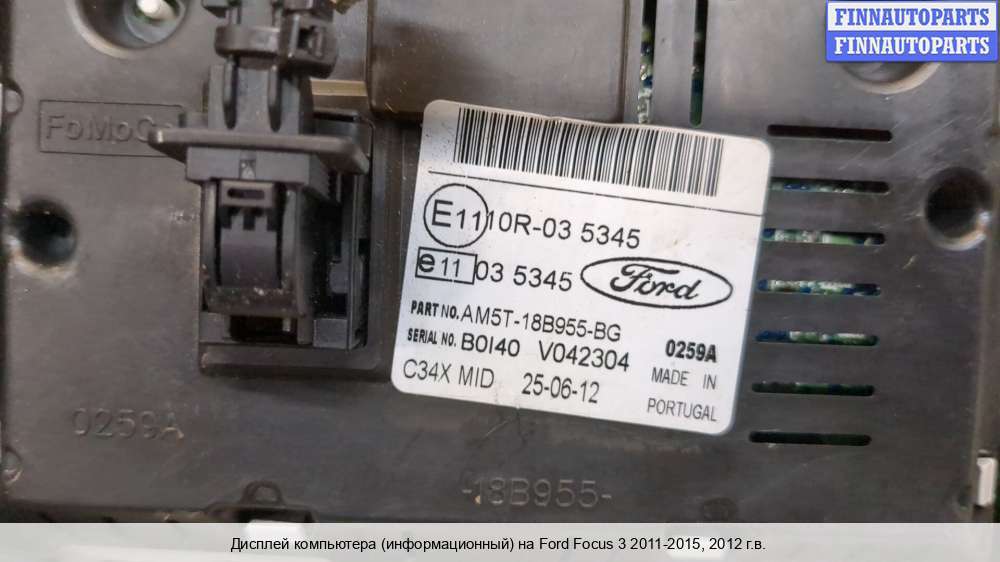 FINNAUTOPARTS
FINNAUTOPARTS
FoMoCo
E11 10R-03 5345
e11 03 5345 Ford
PART NO. AM5T-18B955-BG
SERIAL NO. B0I40 V042304 0259A
C34X MID 25-06-12 MADE IN
PORTUGAL
0259A
-18B955-
Дисплей компьютера (информационный) на Ford Focus 3 2011-2015, 2012 г.в.